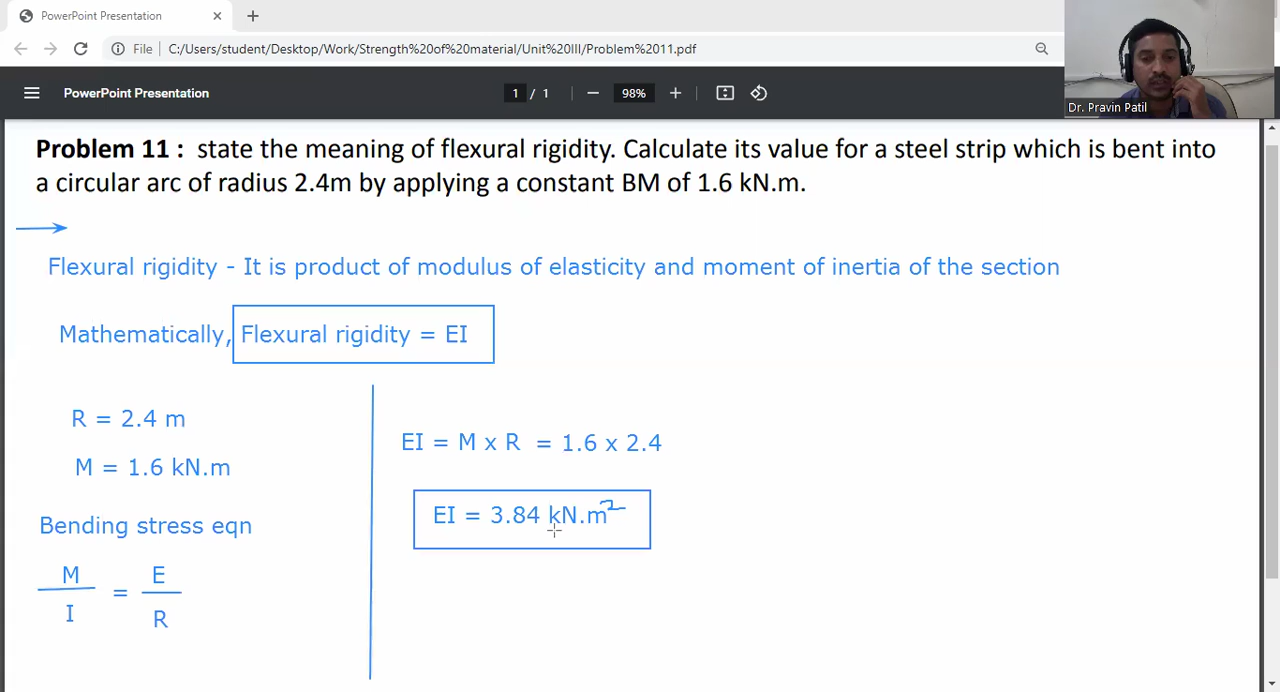 PowerPoint Presentation
File
C:/Users/student/Desktop/Work/Strength%20of%20material/Unit%20III/Problem%2011.pdf
PowerPoint Presentation
1 / 1
98%
Dr. Pravin Patil
Problem 11 : state the meaning of flexural rigidity. Calculate its value for a steel strip which is bent into
a circular arc of radius 2.4m by applying a constant BM of 1.6 kN.m.
Flexural rigidity - It is product of modulus of elasticity and moment of inertia of the section
Mathematically, Flexural rigidity = EI
R = 2.4 m
M = 1.6 kN.m
Bending stress eqn
M/I = E/R
EI = M x R = 1.6 x 2.4
EI = 3.84 kN.m²